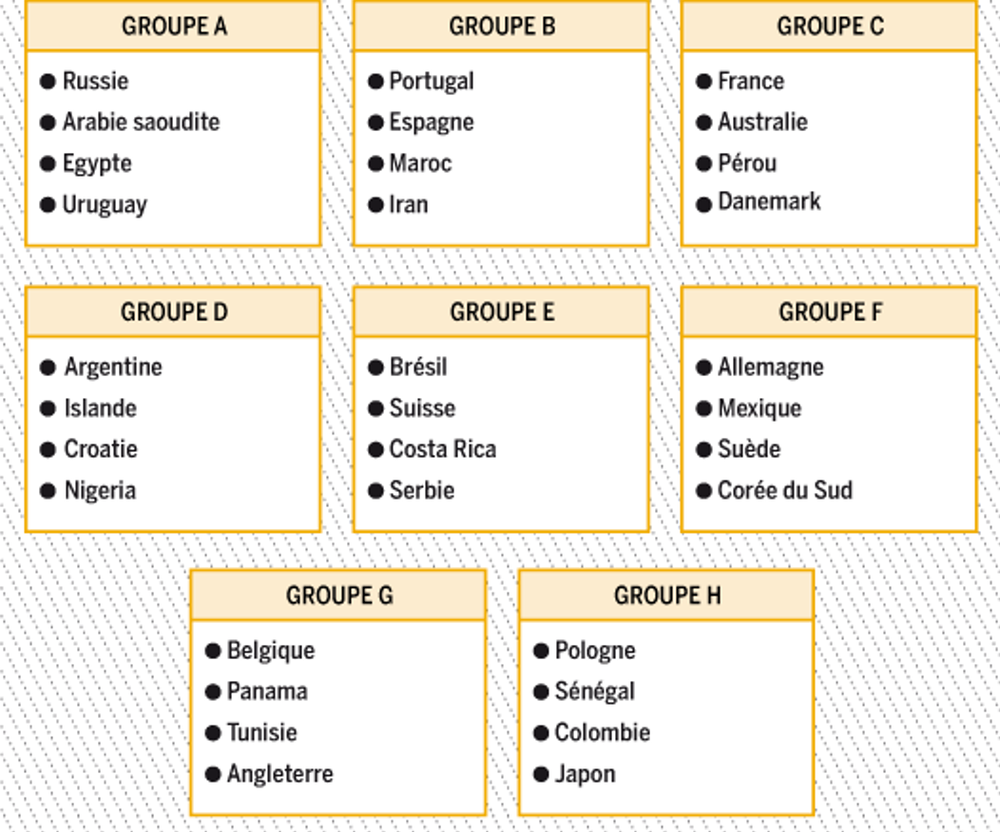 GROUPE A
● Russie
● Arabie saoudite
● Egypte
● Uruguay
GROUPE B
● Portugal
● Espagne
● Maroc
● Iran
GROUPE C
● France
● Australie
● Pérou
● Danemark
GROUPE D
● Argentine
● Islande
● Croatie
● Nigeria
GROUPE E
● Brésil
● Suisse
● Costa Rica
● Serbie
GROUPE F
● Allemagne
● Mexique
● Suède
● Corée du Sud
GROUPE G
● Belgique
● Panama
● Tunisie
● Angleterre
GROUPE H
● Pologne
● Sénégal
● Colombie
● Japon